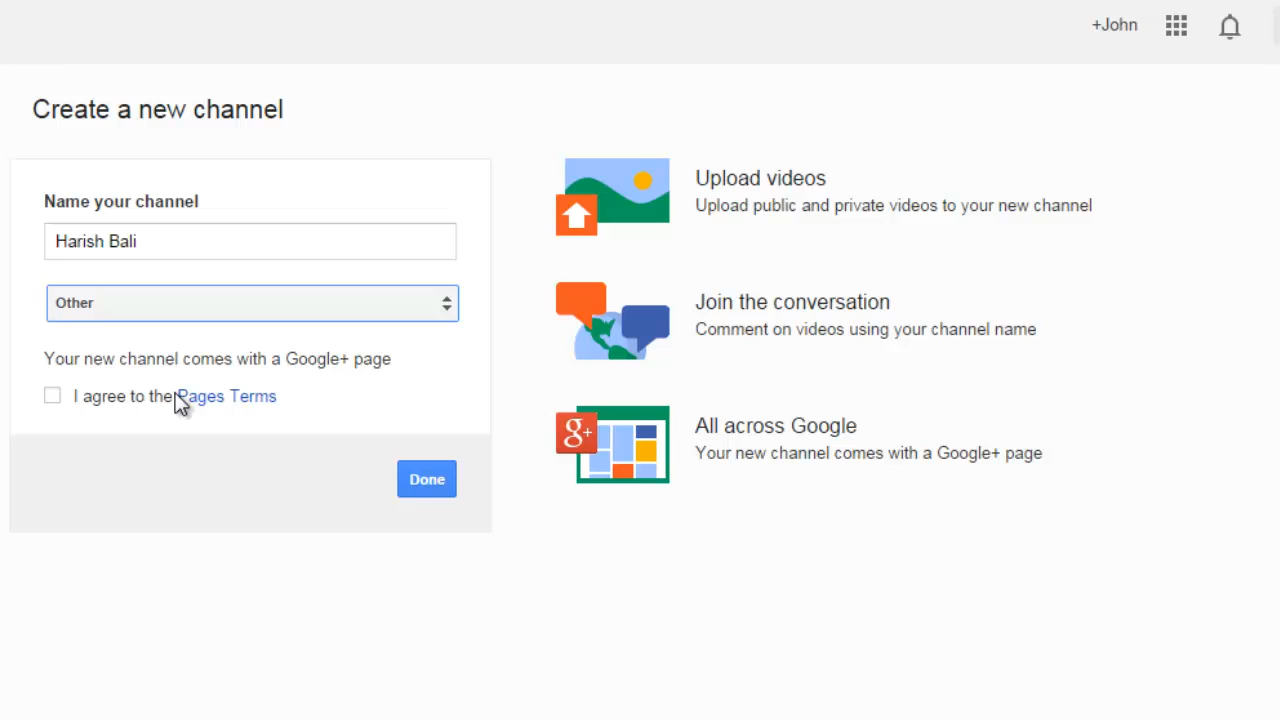 +John
Create a new channel
Name your channel
Harish Bali
Other
Your new channel comes with a Google+ page
I agree to the Pages Terms
Done
Upload videos
Upload public and private videos to your new channel
Join the conversation
Comment on videos using your channel name
g+
All across Google
Your new channel comes with a Google+ page